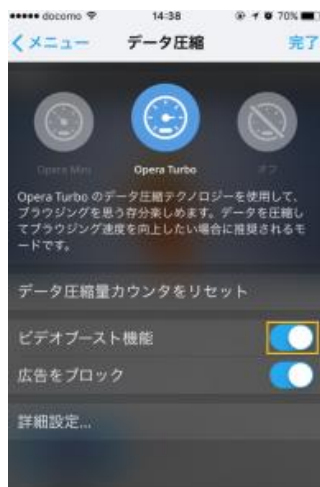 docomo 14:38 70%
メニュー データ圧縮 完了
Opera Mini Opera Turbo オフ
Opera Turbo のデータ圧縮テクノロジーを使用して、
ブラウジングを思う存分楽しめます。データを圧縮し
てブラウジング速度を向上したい場合に推奨されるモ
ードです。
データ圧縮量カウンタをリセット
ビデオブースト機能
広告をブロック
詳細設定...